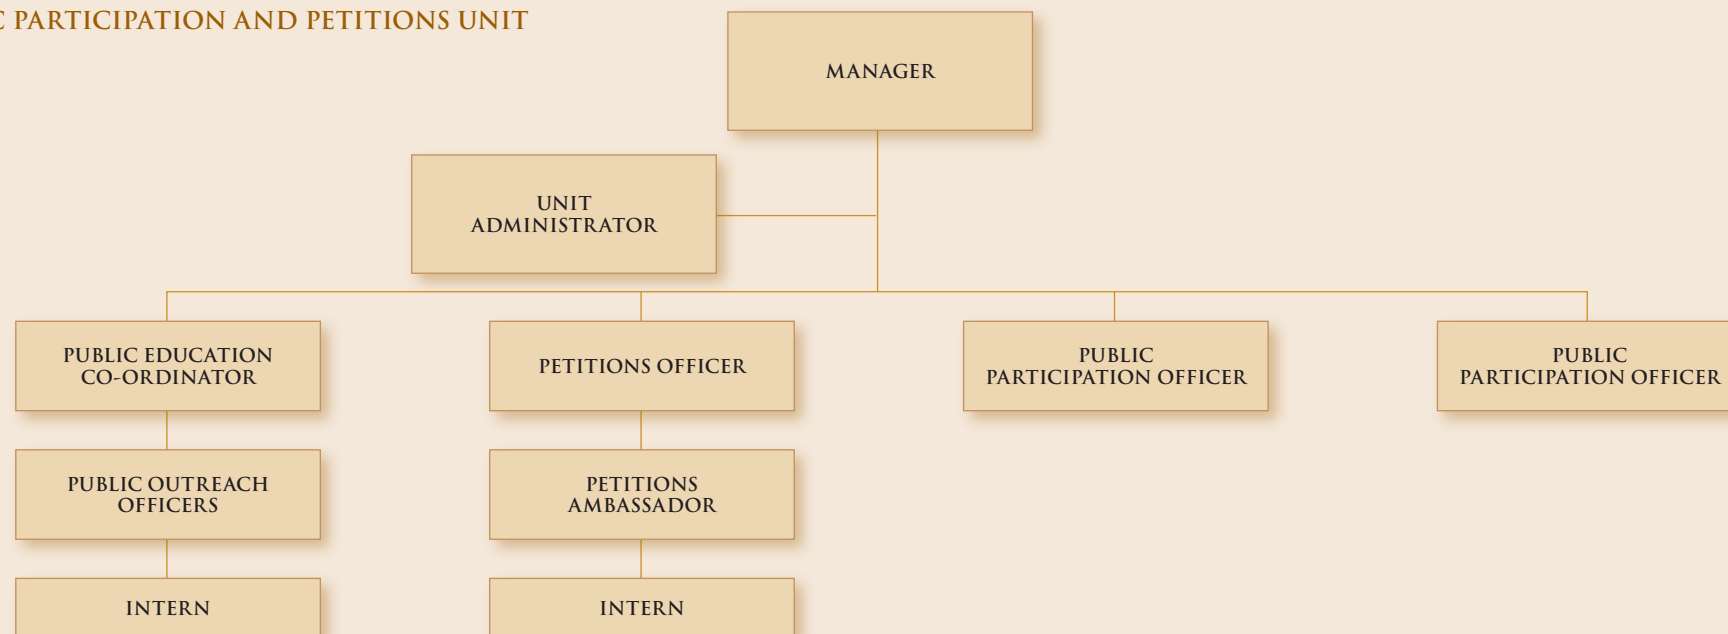 PARTICIPATION AND PETITIONS UNIT
MANAGER
UNIT
ADMINISTRATOR
PUBLIC EDUCATION
CO-ORDINATOR
PETITIONS OFFICER
PUBLIC
PARTICIPATION OFFICER
PUBLIC
PARTICIPATION OFFICER
PUBLIC OUTREACH
OFFICERS
PETITIONS
AMBASSADOR
INTERN
INTERN